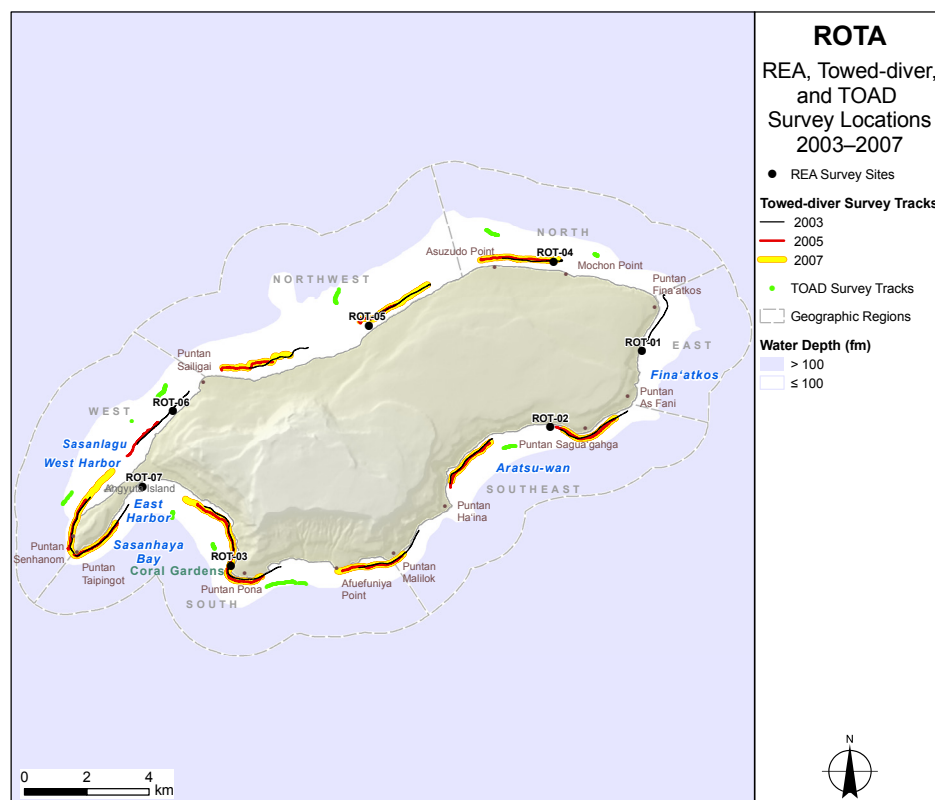 ROTA
REA, Towed-diver,
and TOAD
Survey Locations
2003–2007
REA Survey Sites
Towed-diver Survey Tracks
2003
2005
2007
TOAD Survey Tracks
Geographic Regions
Water Depth (fm)
> 100
≤ 100
NORTH
Asuzudo Point
ROT-04
Mochon Point
NORTHWEST
Puntan
Fina'atkos
ROT-05
ROT-01
EAST
Puntan
Sailigai
Fina'atkos
Puntan
As Fani
WEST
ROT-06
ROT-02
Sasanlagu
Puntan Sagua'gahga
West Harbor
ROT-07
Aratsu-wan
Angyuta Island
SOUTHEAST
East
Harbor
Puntan
Ha'ina
Puntan
Senhanom
Sasanhaya
Bay
ROT-03
Puntan
Taipingot
Coral Gardens
Puntan
Malilok
Puntan Pona
Afuefuniya
Point
SOUTH
N
0 2 4
km